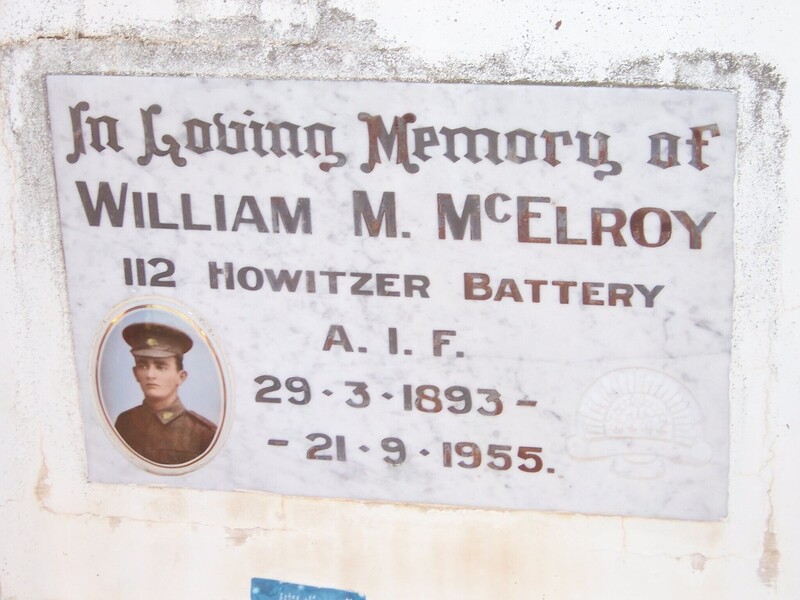 In Loving Memory of
WILLIAM M. McELROY
112 HOWITZER BATTERY
A. I. F.
29·3·1893 -
- 21·9·1955.